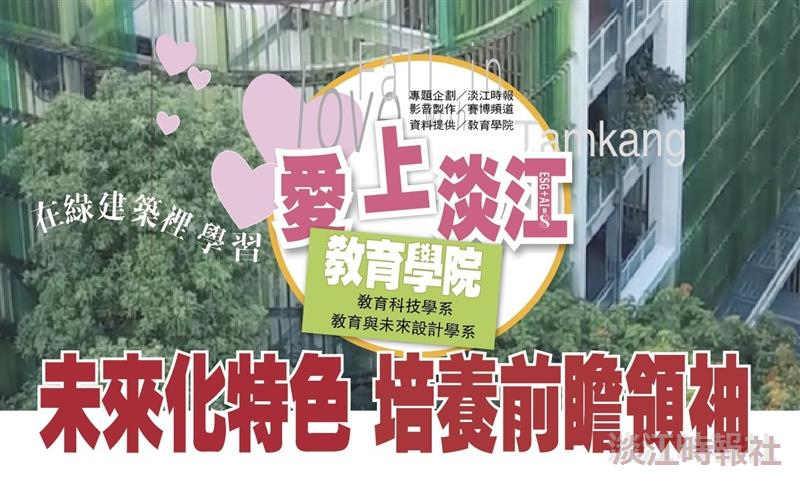 Fall in
love with
Tamkang
專題企劃／淡江時報
影音製作／賽博頻道
資料提供／教育學院
愛上淡江
ESG+AI=
在綠建築裡 學習
教育學院
教育科技學系
教育與未來設計學系
未來化特色 培養前瞻領袖
淡江時報社